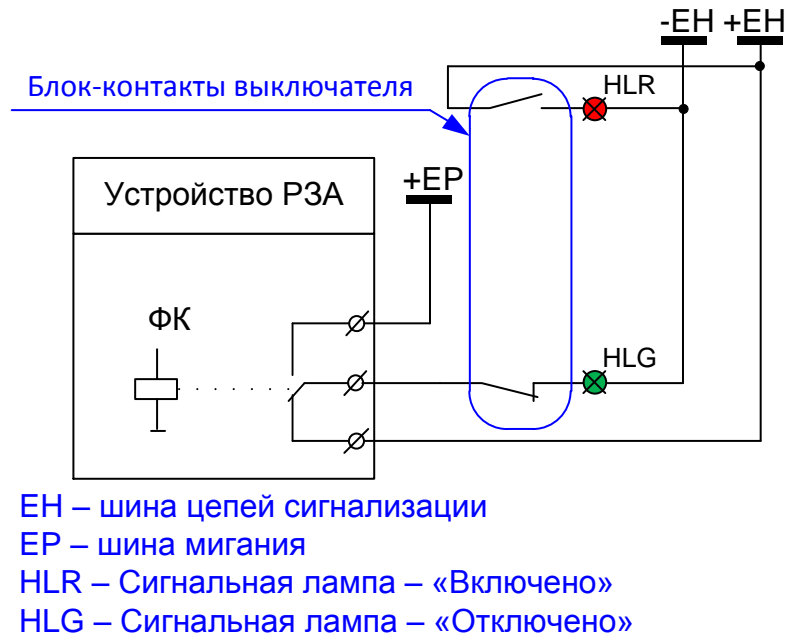 -EH +EH
Блок-контакты выключателя
HLR
Устройство РЗА
+EP
ФК
HLG
EH – шина цепей сигнализации
EP – шина мигания
HLR – Сигнальная лампа – «Включено»
HLG – Сигнальная лампа – «Отключено»